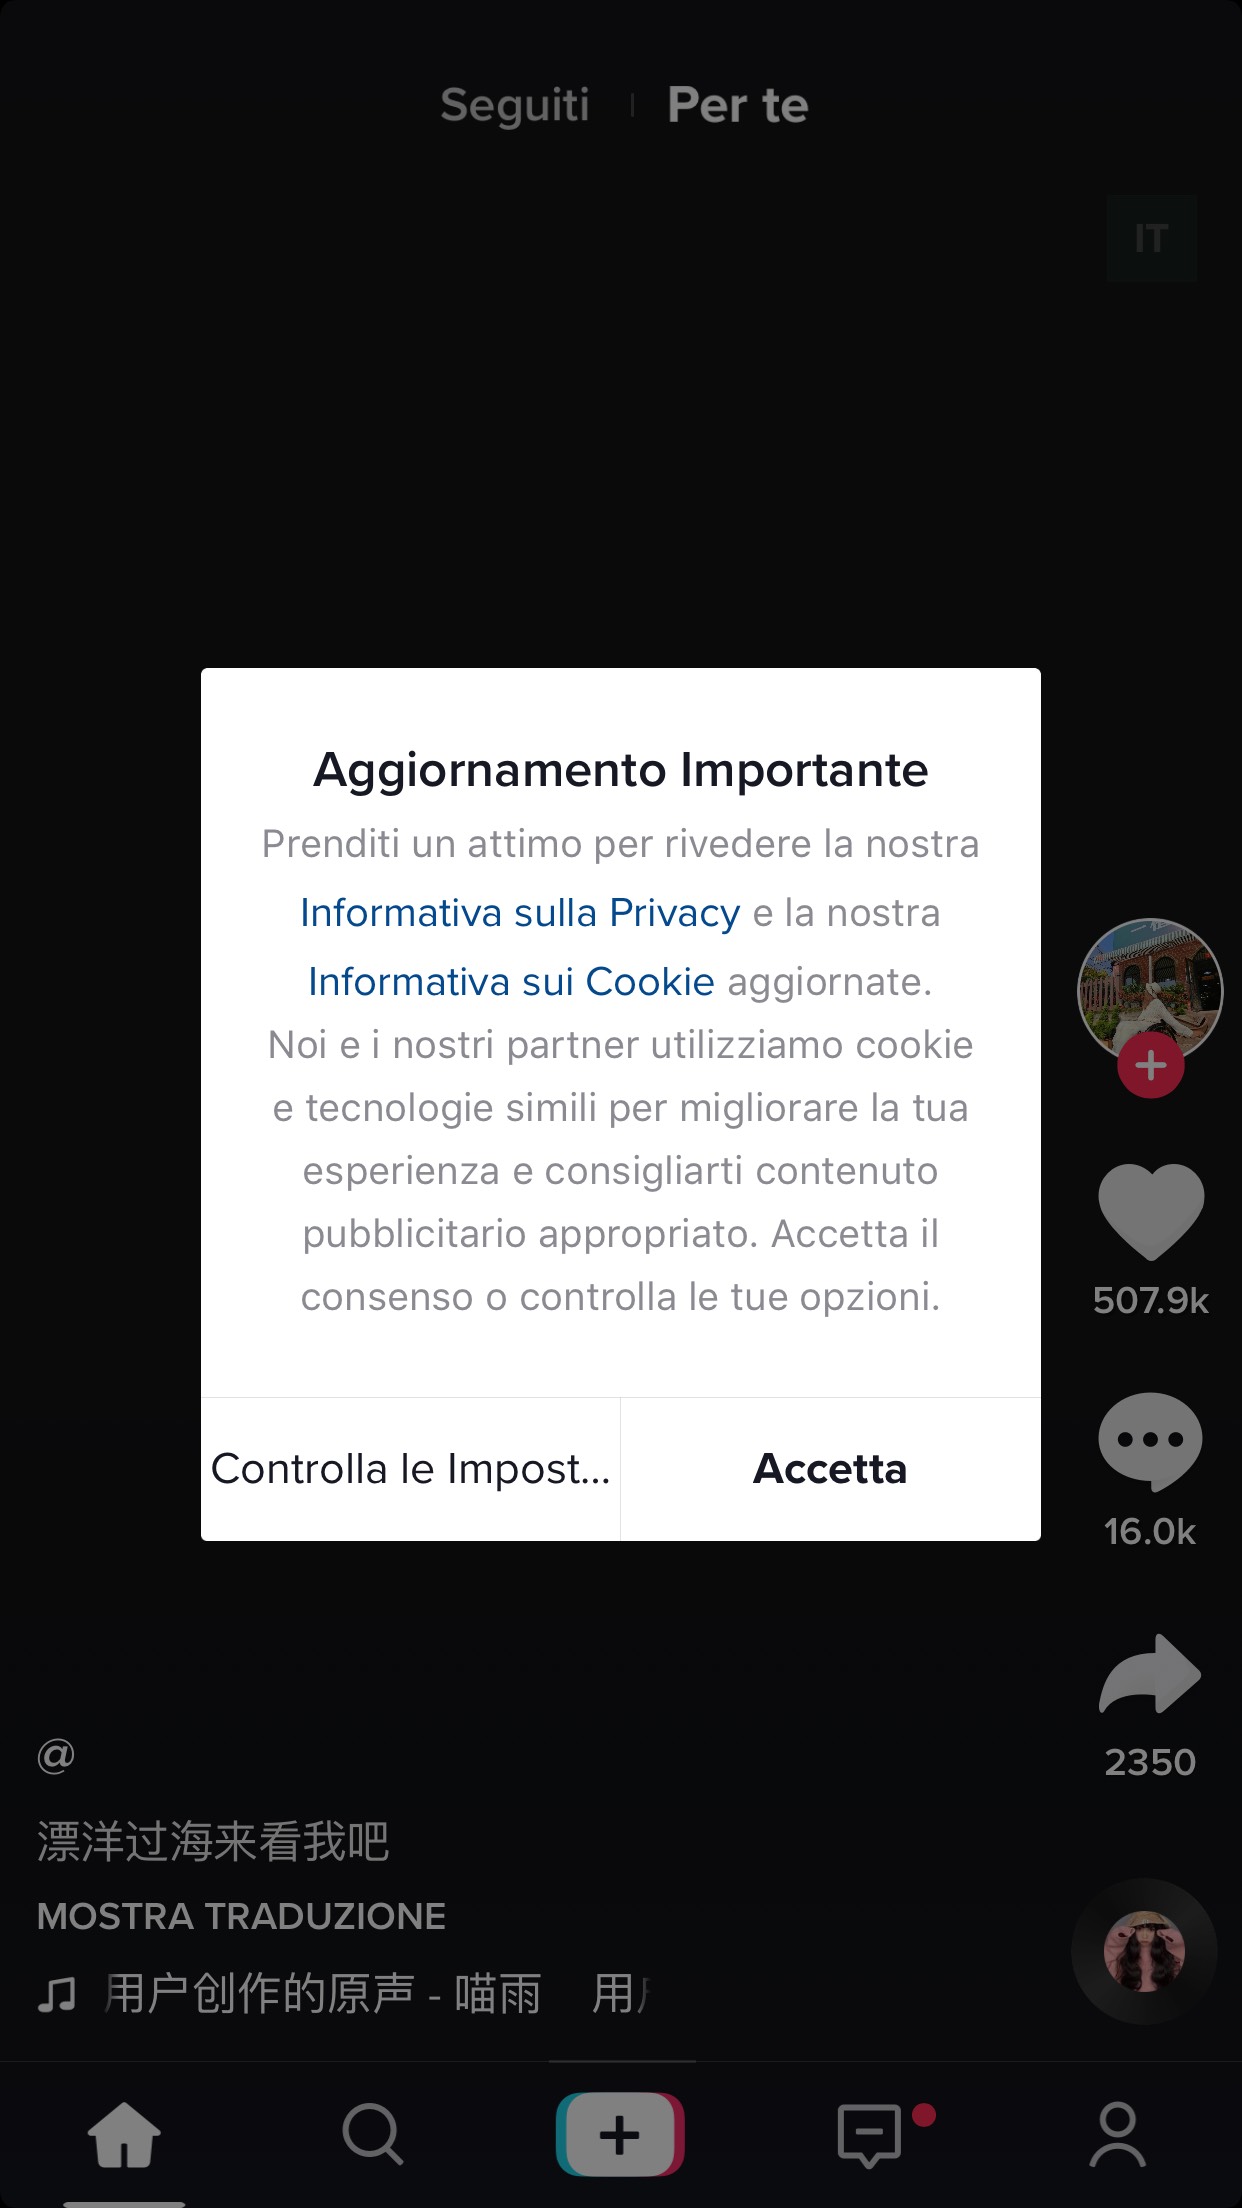 Seguiti
Per te
IT
Aggiornamento Importante
Prenditi un attimo per rivedere la nostra
Informativa sulla Privacy e la nostra
Informativa sui Cookie aggiornate.
Noi e i nostri partner utilizziamo cookie
e tecnologie simili per migliorare la tua
esperienza e consigliarti contenuto
pubblicitario appropriato. Accetta il
consenso o controlla le tue opzioni.
Controlla le Impost...
Accetta
507.9k
16.0k
2350
@
漂洋过海来看我吧
MOSTRA TRADUZIONE
用户创作的原声 - 喵雨 用